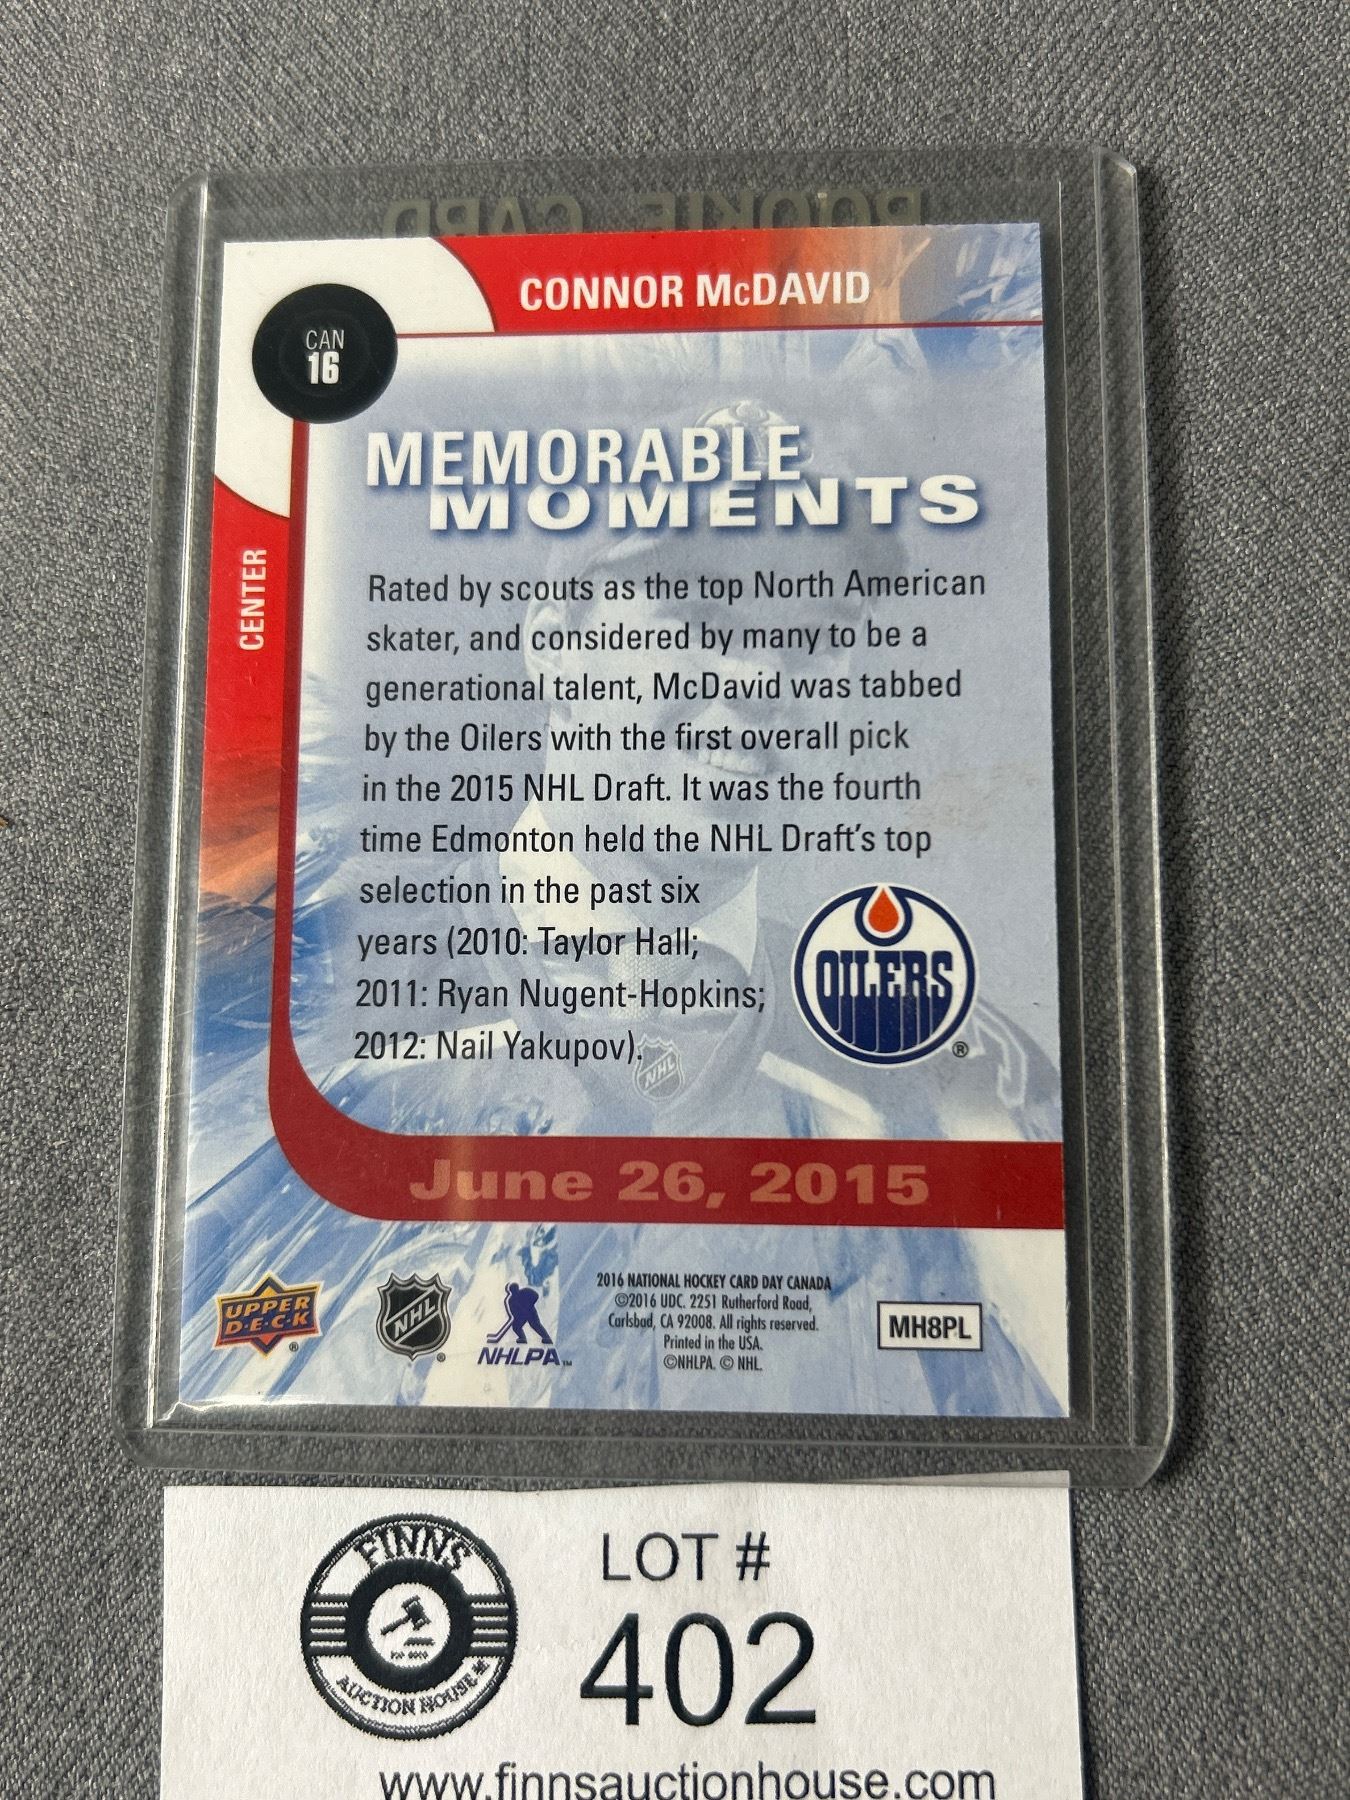 ROOKIE CARD
CONNOR McDAVID
CAN
16
MEMORABLE
MOMENTS
CENTER
Rated by scouts as the top North American
skater, and considered by many to be a
generational talent, McDavid was tabbed
by the Oilers with the first overall pick
in the 2015 NHL Draft. It was the fourth
time Edmonton held the NHL Draft's top
selection in the past six
years (2010: Taylor Hall;
2011: Ryan Nugent-Hopkins;
2012: Nail Yakupov).
OILERS
®
NHL
June 26, 2015
UPPER
D·E·C·K
®
NHL
®
NHLPA™
2016 NATIONAL HOCKEY CARD DAY CANADA
©2016 UDC. 2251 Rutherford Road,
Carlsbad, CA 92008. All rights reserved.
Printed in the USA.
©NHLPA. © NHL.
MH8PL
FINNS
AUCTION HOUSE
LOT #
402
www.finnsauctionhouse.com